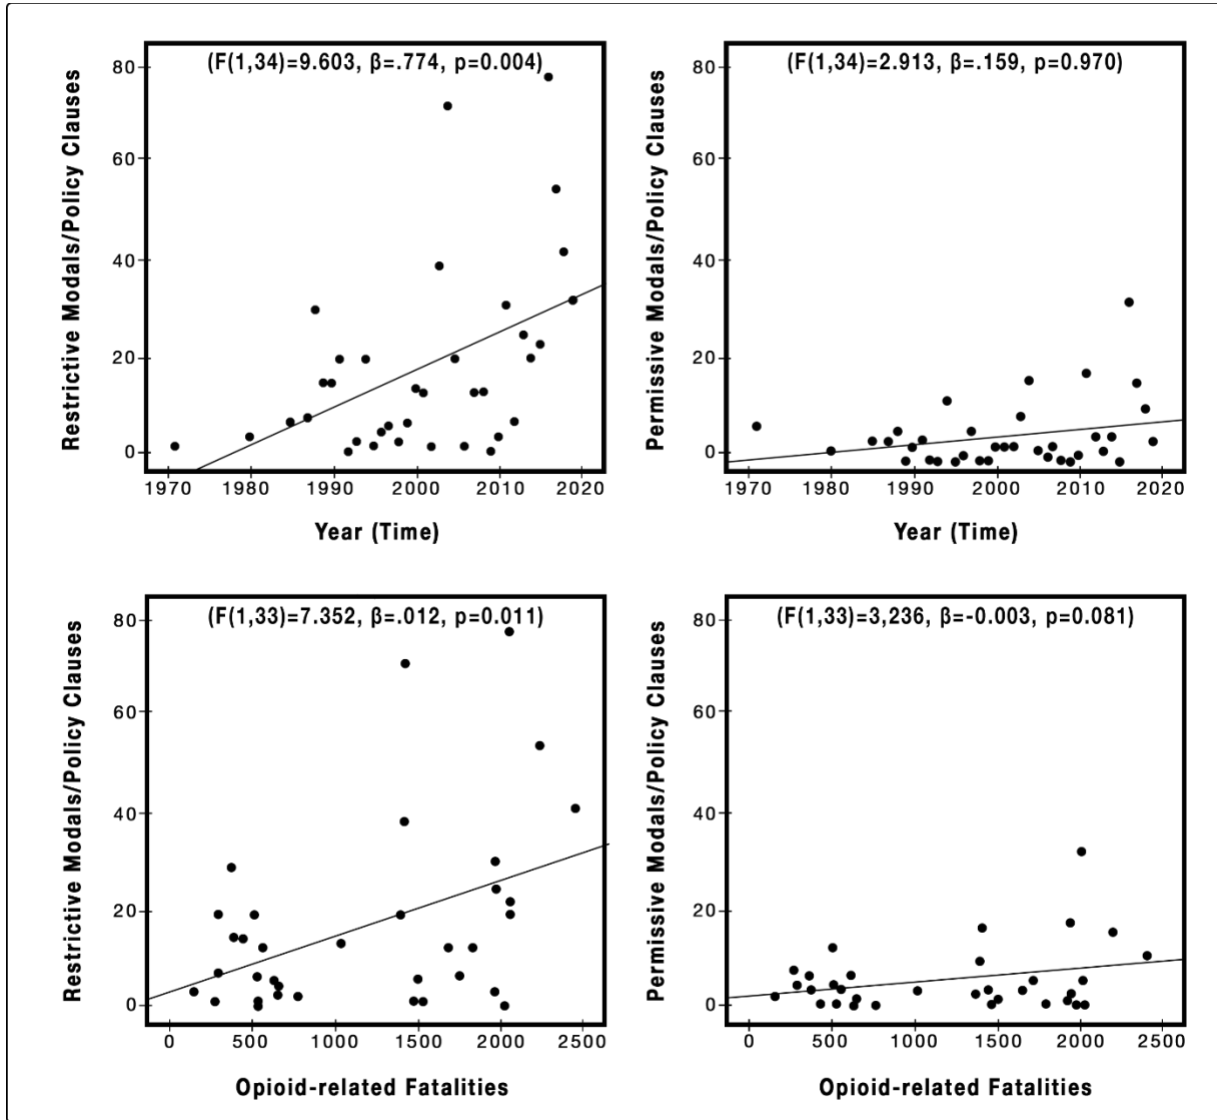 (F(1,34)=9.603, β=.774, p=0.004)
Restrictive Modals/Policy Clauses
80
60
40
20
0
1970 1980 1990 2000 2010 2020
Year (Time)
(F(1,34)=2.913, β=.159, p=0.970)
Permissive Modals/Policy Clauses
80
60
40
20
0
1970 1980 1990 2000 2010 2020
Year (Time)
(F(1,33)=7.352, β=.012, p=0.011)
Restrictive Modals/Policy Clauses
80
60
40
20
0
0 500 1000 1500 2000 2500
Opioid-related Fatalities
(F(1,33)=3,236, β=-0.003, p=0.081)
Permissive Modals/Policy Clauses
80
60
40
20
0
0 500 1000 1500 2000 2500
Opioid-related Fatalities